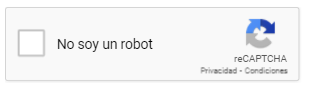 No soy un robot
reCAPTCHA
Privacidad - Condiciones